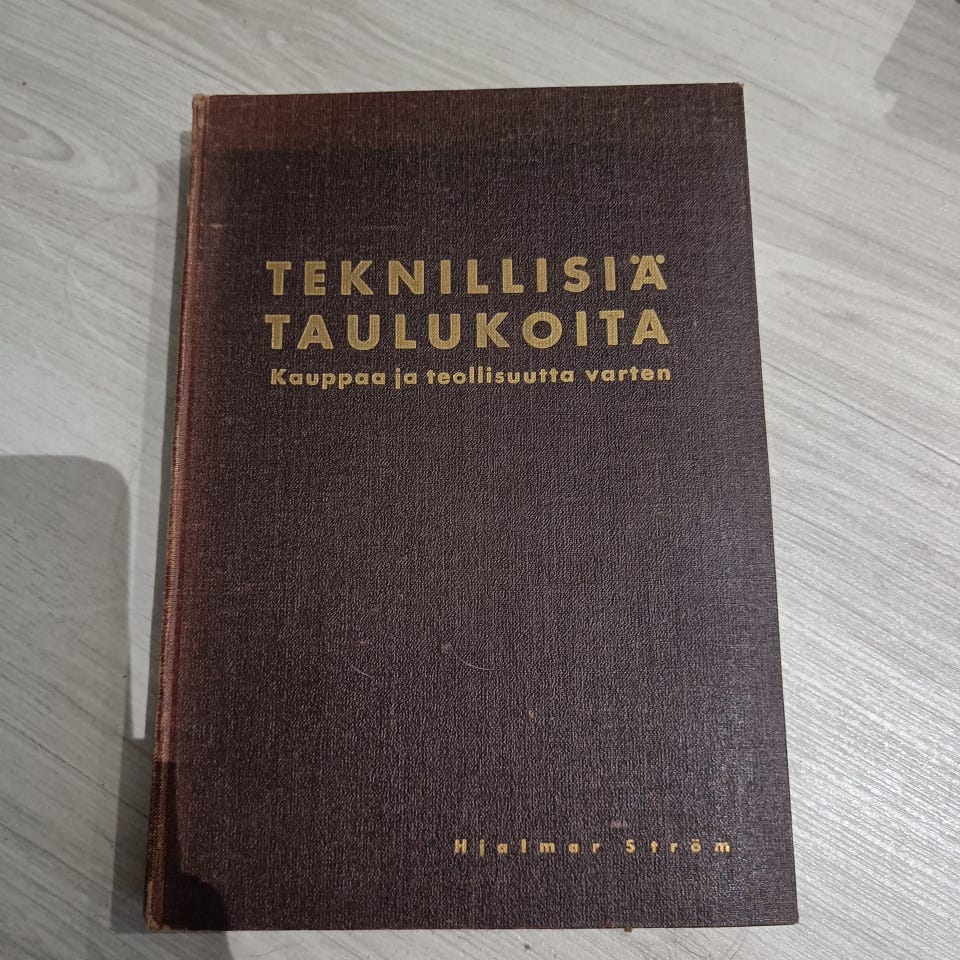 TEKNILLISIÄ
TAULUKOITA
Kauppaa ja teollisuutta varten
Hjalmar Ström